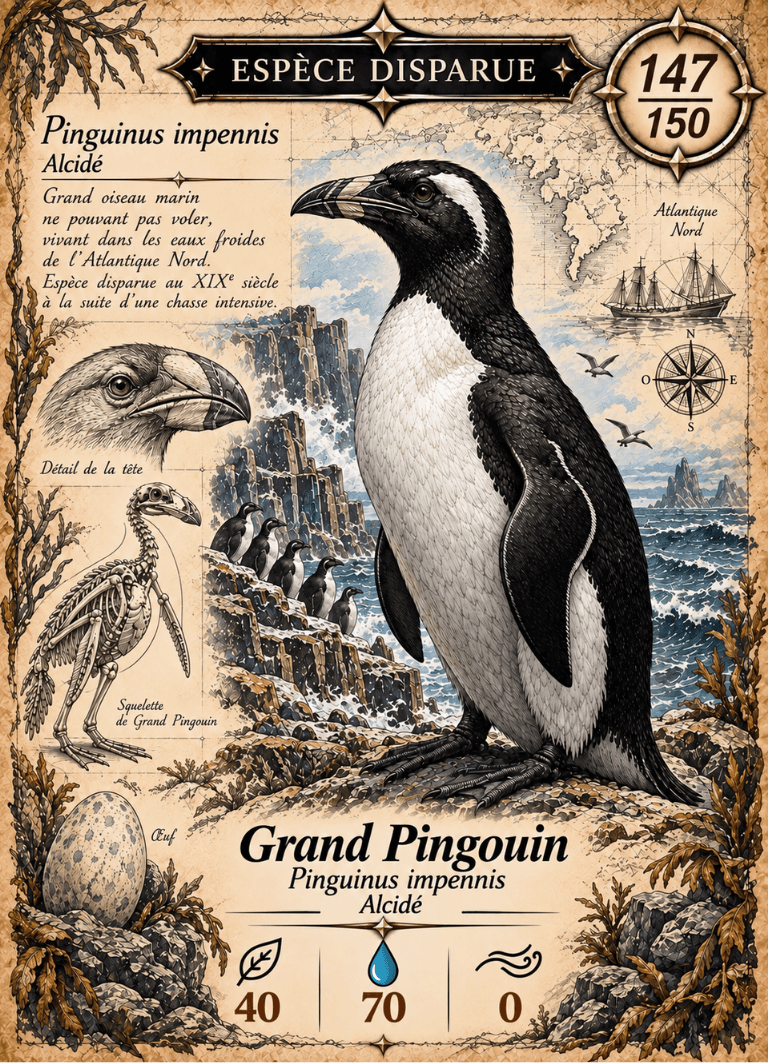 ESPÈCE DISPARUE
147
150
Pinguinus impennis
Alcidé
Grand oiseau marin
ne pouvant pas voler,
vivant dans les eaux froides
de l'Atlantique Nord.
Espèce disparue au XIXe siècle
à la suite d'une chasse intensive.
Atlantique
Nord
N
O
E
S
Détail de la tête
Squelette
de Grand Pingouin
Œuf
Grand Pingouin
Pinguinus impennis
Alcidé
40
70
0